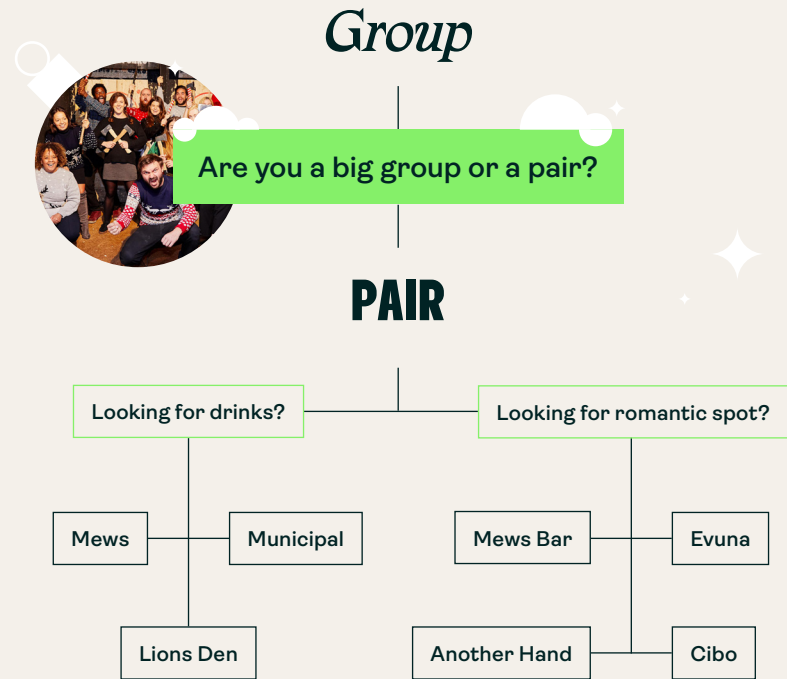 Group
Are you a big group or a pair?
PAIR
Looking for drinks?
Looking for romantic spot?
Mews
Municipal
Mews Bar
Evuna
Lions Den
Another Hand
Cibo